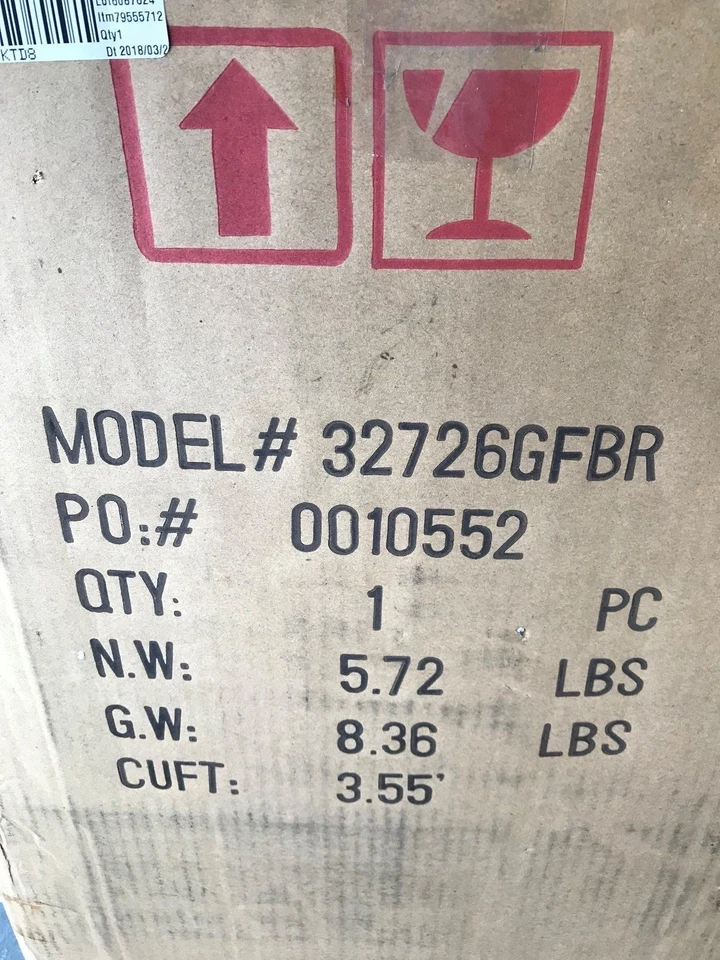 Itm79555712
Qty1
KTD8
Dt 2018/03/2
MODEL# 32726GFBR
PO.:# 0010552
QTY: 1 PC
N.W: 5.72 LBS
G.W: 8.36 LBS
CUFT: 3.55'